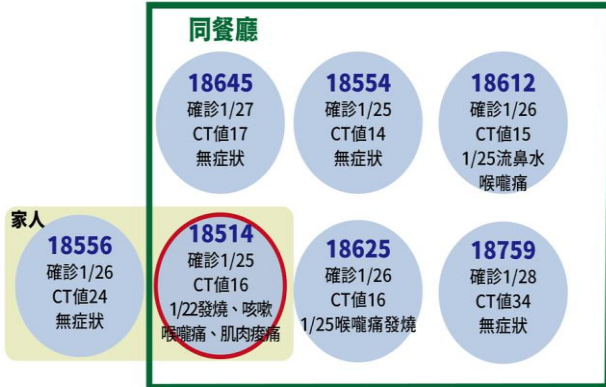 同餐廳
18645
確診1/27
CT值17
無症狀
18554
確診1/25
CT值14
無症狀
18612
確診1/26
CT值15
1/25流鼻水
喉嚨痛
家人
18556
確診1/26
CT值24
無症狀
18514
確診1/25
CT值16
1/22發燒、咳嗽
喉嚨痛、肌肉痠痛
18625
確診1/26
CT值16
1/25喉嚨痛發燒
18759
確診1/28
CT值34
無症狀